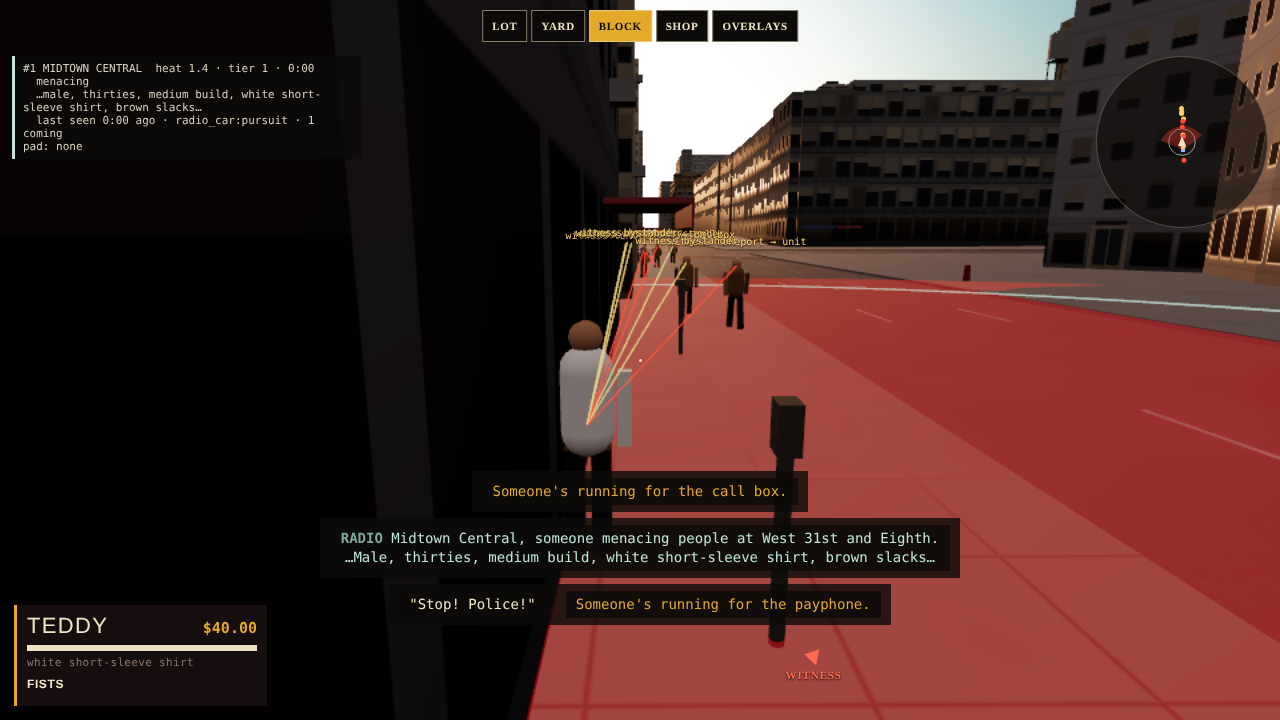 LOT
YARD
BLOCK
SHOP
OVERLAYS
#1 MIDTOWN CENTRAL heat 1.4 · tier 1 · 0:00
menacing
…male, thirties, medium build, white short-
sleeve shirt, brown slacks…
last seen 0:00 ago · radio_car:pursuit · 1
coming
pad: none
witness bystander
report → unit
Someone's running for the call box.
RADIO Midtown Central, someone menacing people at West 31st and Eighth.
…Male, thirties, medium build, white short-sleeve shirt, brown slacks…
"Stop! Police!"
Someone's running for the payphone.
WITNESS
TEDDY
$40.00
white short-sleeve shirt
FISTS